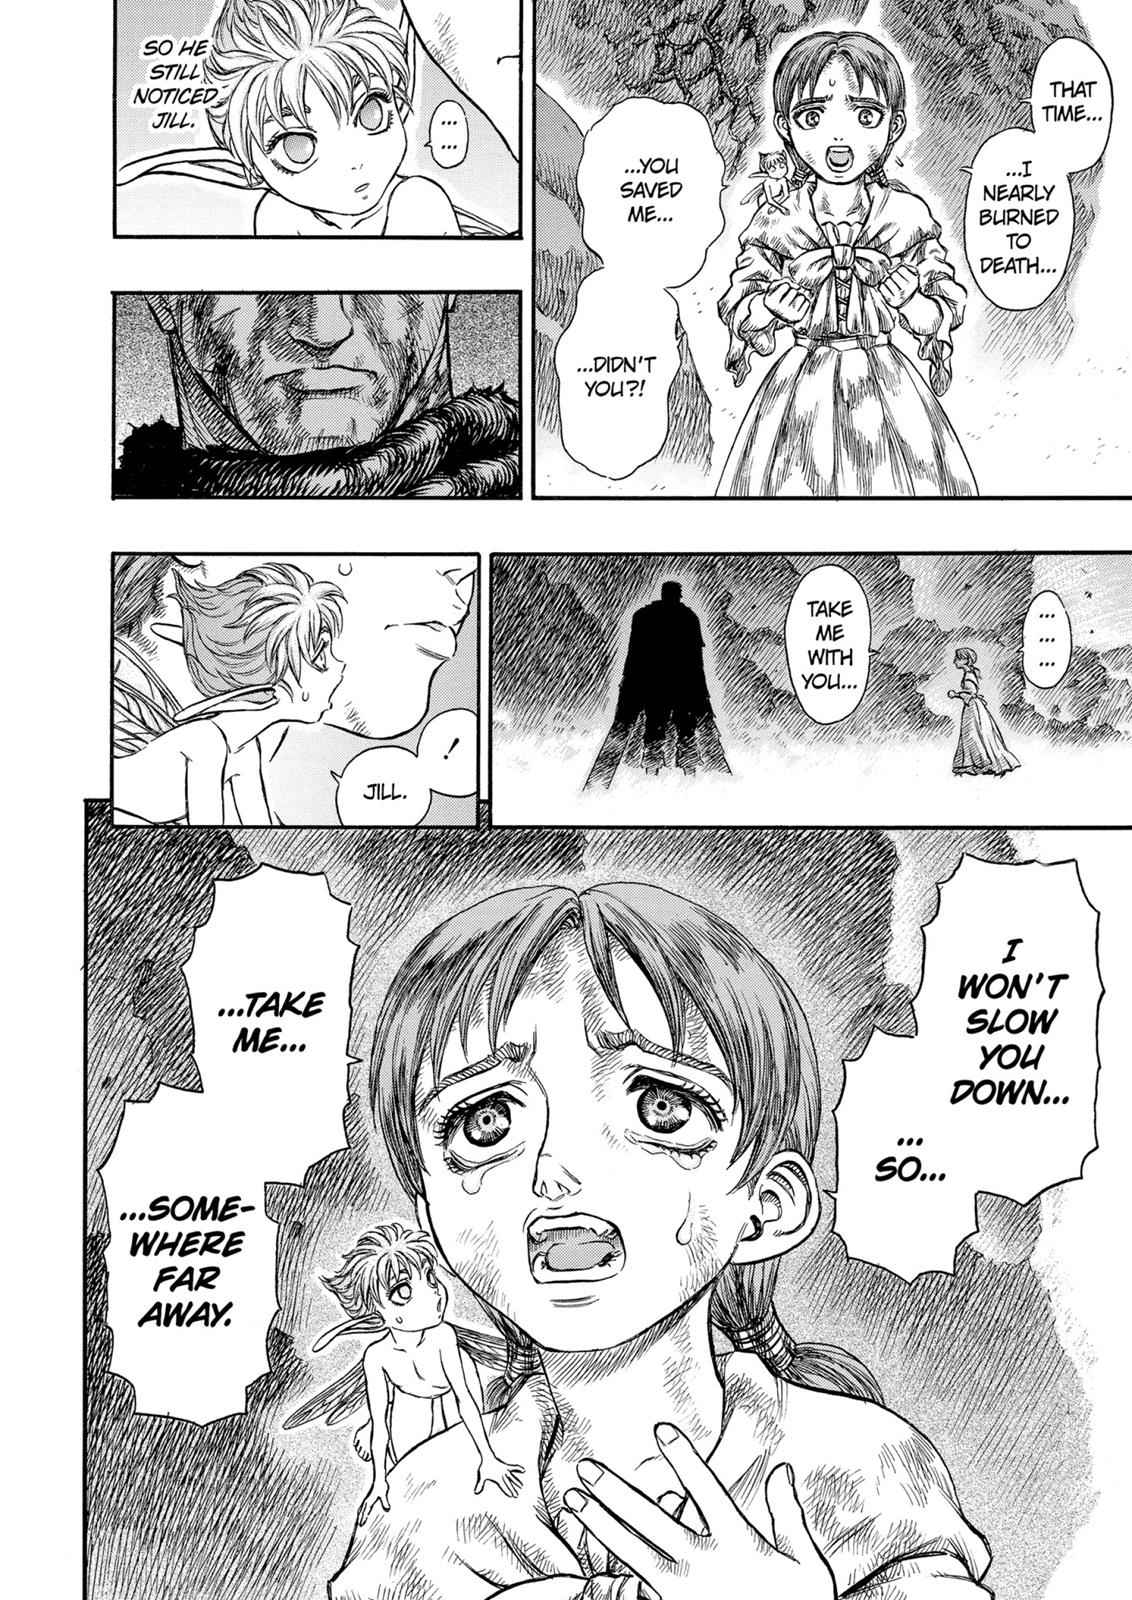 THAT
TIME...
...I
NEARLY
BURNED
TO
DEATH...
...YOU
SAVED
ME...
...DIDN'T
YOU?!
SO HE
STILL
NOTICED
JILL.
...
...
...
...
...
TAKE
ME
WITH
YOU...
!
JILL.
I
WON'T
SLOW
YOU
DOWN...
...
SO...
...TAKE
ME...
...SOME-
WHERE
FAR
AWAY.